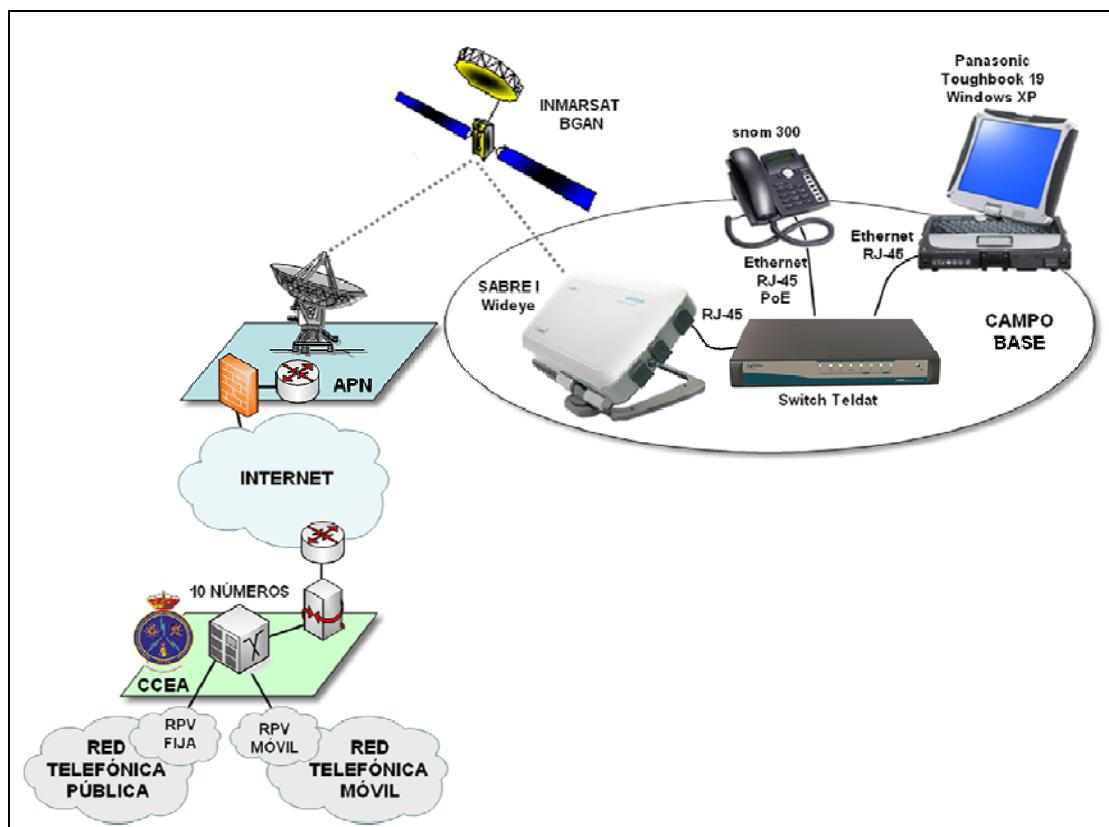 INMARSAT
BGAN
Panasonic
Toughbook 19
Windows XP
snom 300
Ethernet
RJ-45
PoE
Ethernet
RJ-45
SABRE I
Wideye
RJ-45
CAMPO
BASE
Switch Teldat
APN
INTERNET
10 NÚMEROS
CCEA
RPV
FIJA
RED
TELEFÓNICA
PÚBLICA
RPV
MÓVIL
RED
TELEFÓNICA
MÓVIL